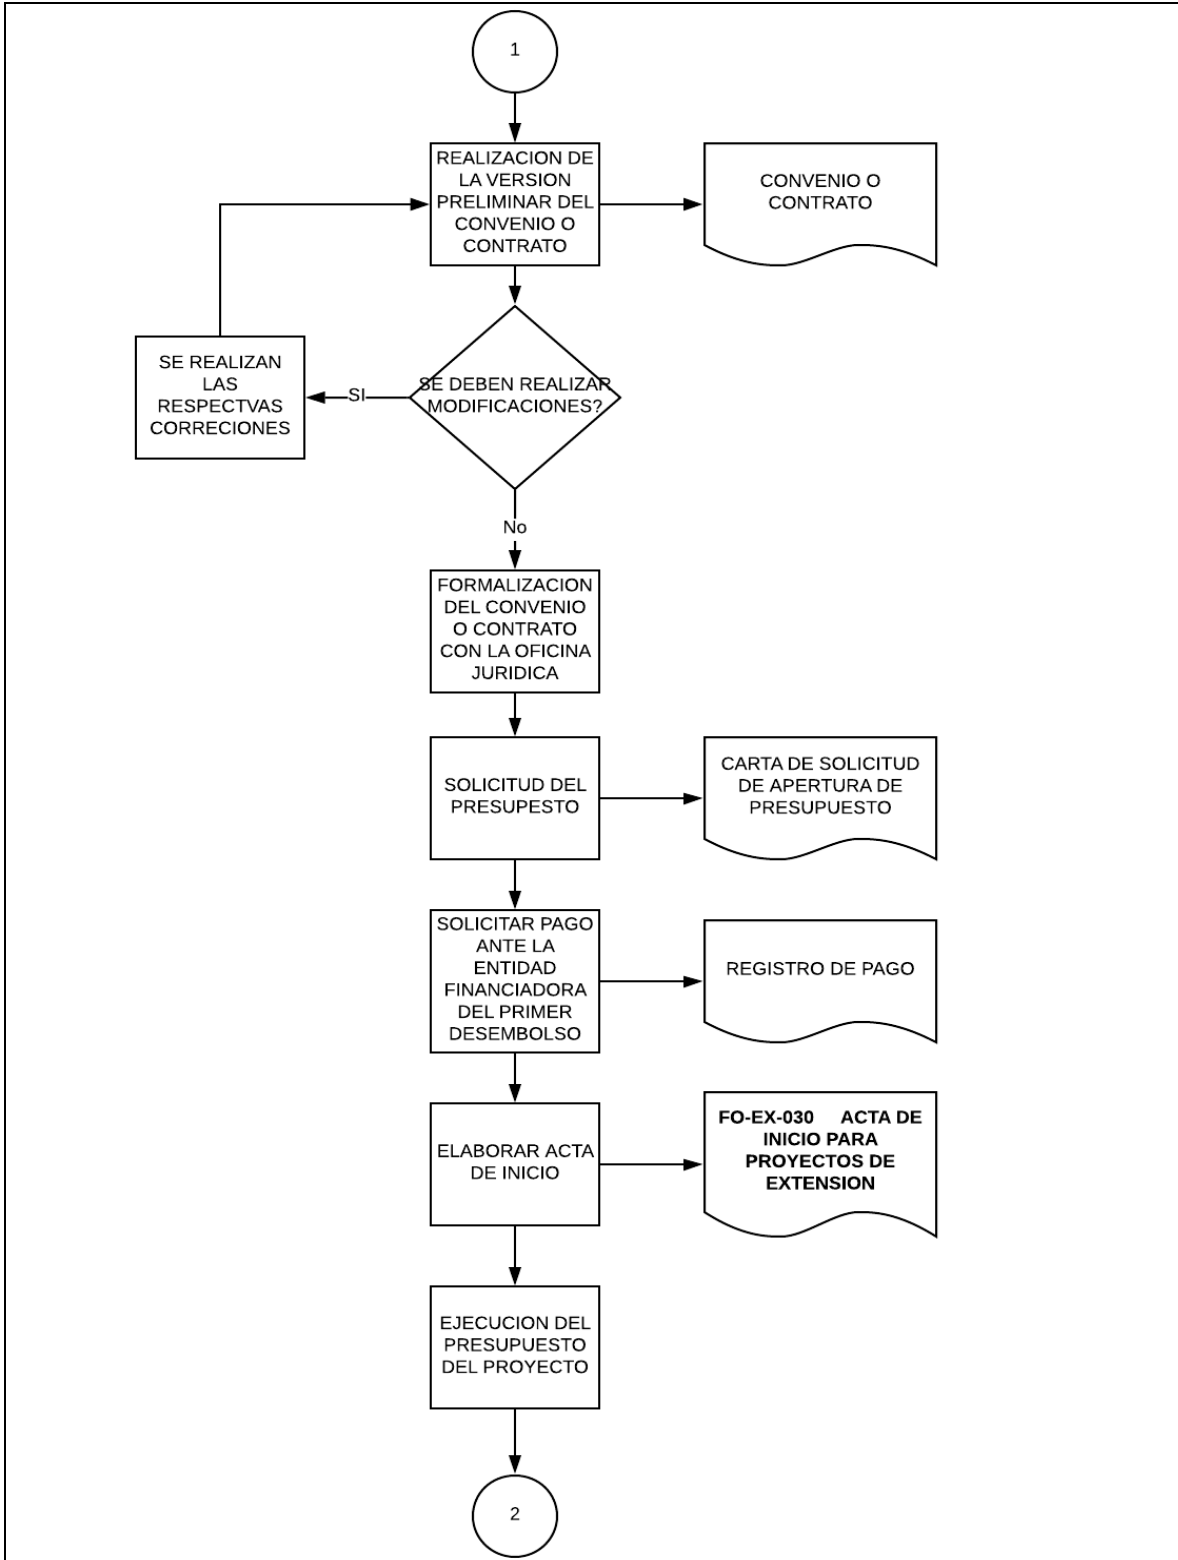 1
REALIZACION DE
LA VERSION
PRELIMINAR DEL
CONVENIO O
CONTRATO
CONVENIO O
CONTRATO
SE DEBEN REALIZAR
MODIFICACIONES?
SI
SE REALIZAN
LAS
RESPECTVAS
CORRECIONES
No
FORMALIZACION
DEL CONVENIO
O CONTRATO
CON LA OFICINA
JURIDICA
SOLICITUD DEL
PRESUPESTO
CARTA DE SOLICITUD
DE APERTURA DE
PRESUPUESTO
SOLICITAR PAGO
ANTE LA
ENTIDAD
FINANCIADORA
DEL PRIMER
DESEMBOLSO
REGISTRO DE PAGO
ELABORAR ACTA
DE INICIO
FO-EX-030 ACTA DE
INICIO PARA
PROYECTOS DE
EXTENSION
EJECUCION DEL
PRESUPUESTO
DEL PROYECTO
2